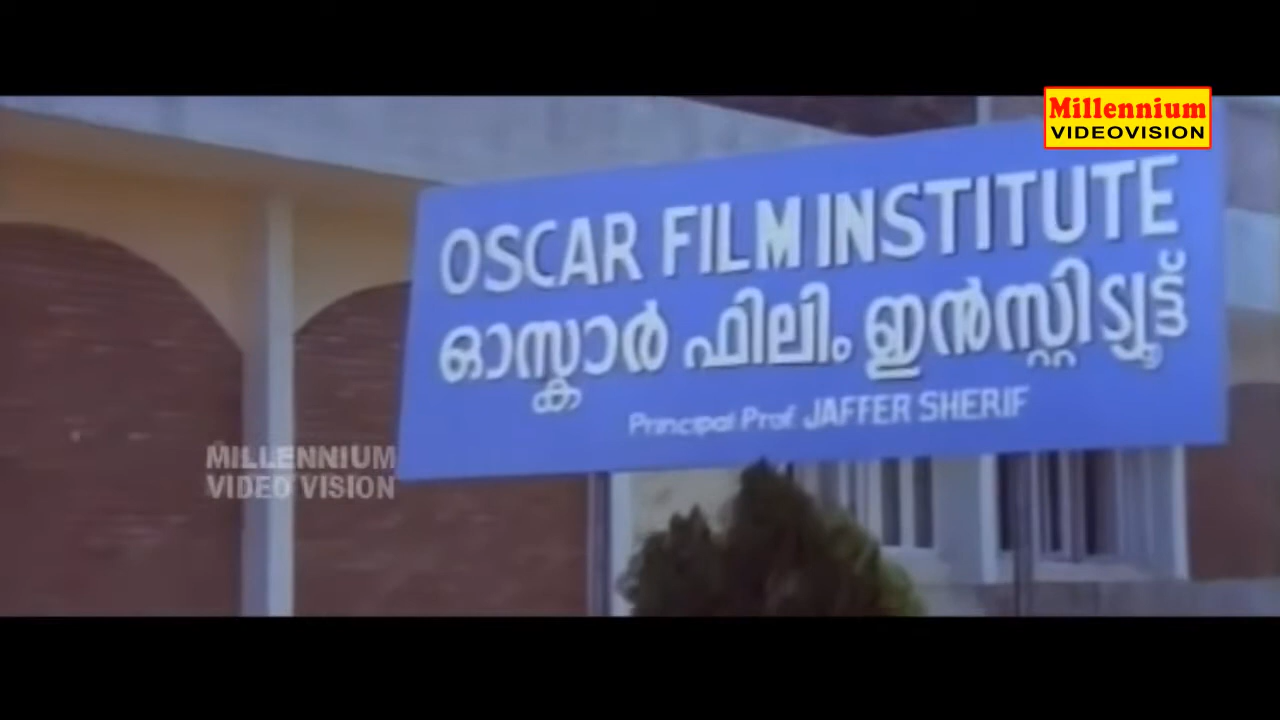 Millennium
VIDEOVISION
OSCAR FILM INSTITUTE
ഓസ്കാർ ഫിലിം ഇൻസ്റ്റിട്യൂട്ട്
Principal: Prof. JAFFER SHERIF
MILLENNIUM
VIDEO VISION